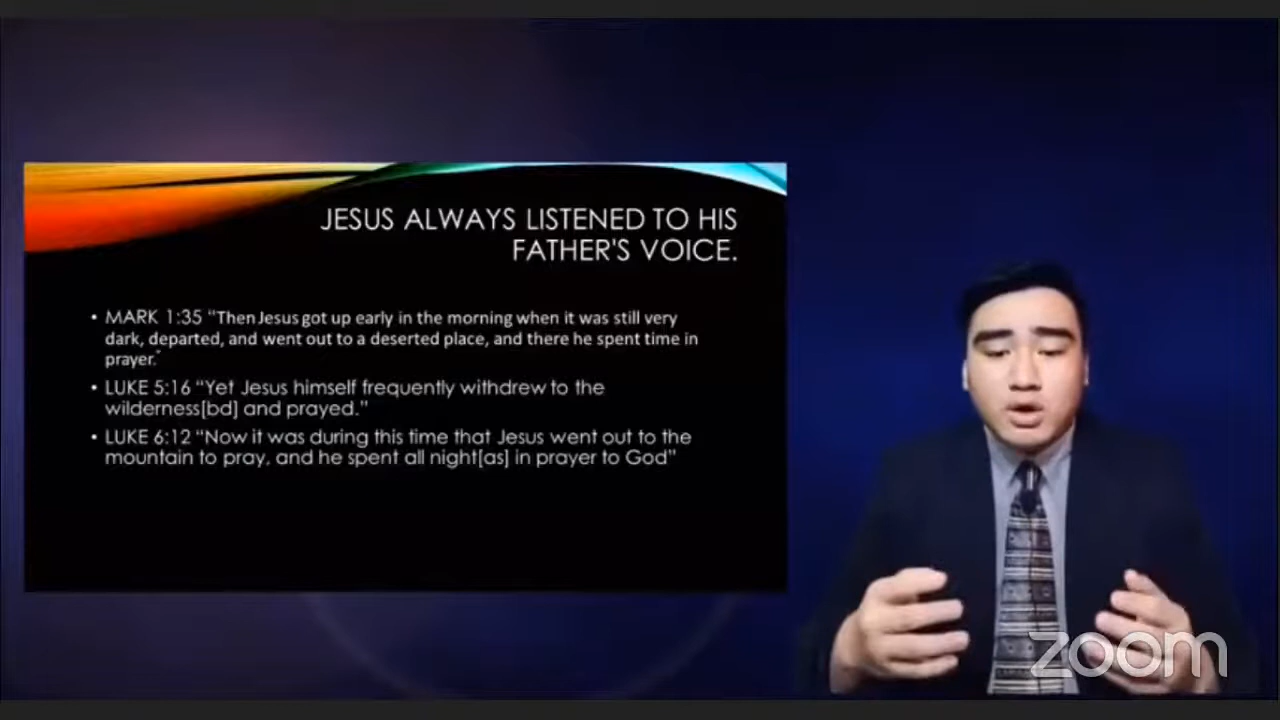 JESUS ALWAYS LISTENED TO HIS
FATHER'S VOICE.
• MARK 1:35 “Then Jesus got up early in the morning when it was still very
dark, departed, and went out to a deserted place, and there he spent time in
prayer.”
• LUKE 5:16 “Yet Jesus himself frequently withdrew to the
wilderness[bd] and prayed.”
• LUKE 6:12 “Now it was during this time that Jesus went out to the
mountain to pray, and he spent all night[as] in prayer to God”
zoom